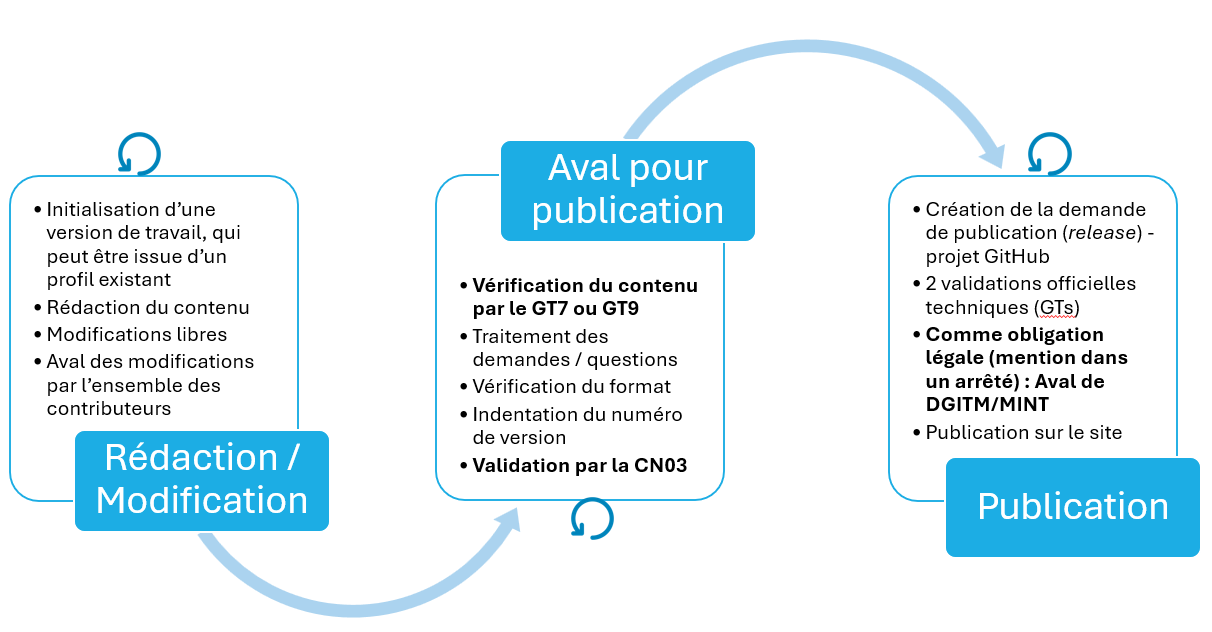 • Initialisation d’une
version de travail, qui
peut être issue d’un
profil existant
• Rédaction du contenu
• Modifications libres
• Aval des modifications
par l’ensemble des
contributeurs
Rédaction /
Modification
Aval pour
publication
• Vérification du contenu
par le GT7 ou GT9
• Traitement des
demandes / questions
• Vérification du format
• Indentation du numéro
de version
• Validation par la CN03
• Création de la demande
de publication (release) -
projet GitHub
• 2 validations officielles
techniques (GTs)
• Comme obligation
légale (mention dans
un arrêté) : Aval de
DGITM/MINT
• Publication sur le site
Publication